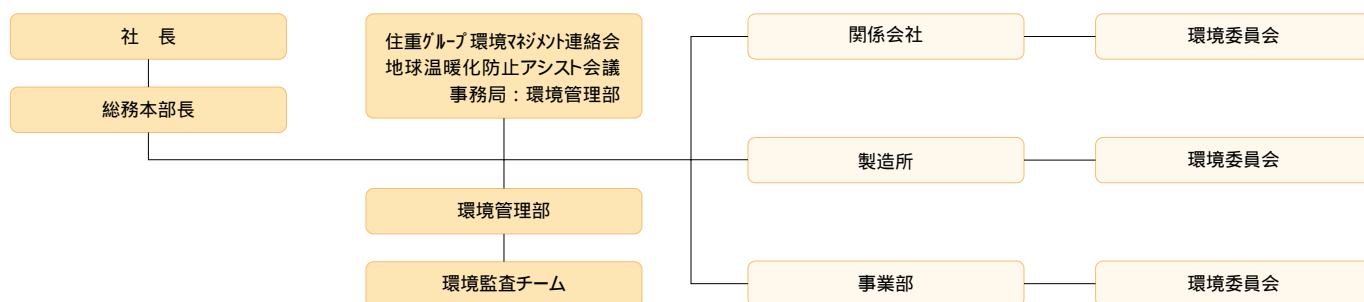 社　長
総務本部長
住重グループ環境マネジメント連絡会
地球温暖化防止アシスト会議
事務局：環境管理部
環境管理部
環境監査チーム
関係会社
環境委員会
製造所
環境委員会
事業部
環境委員会